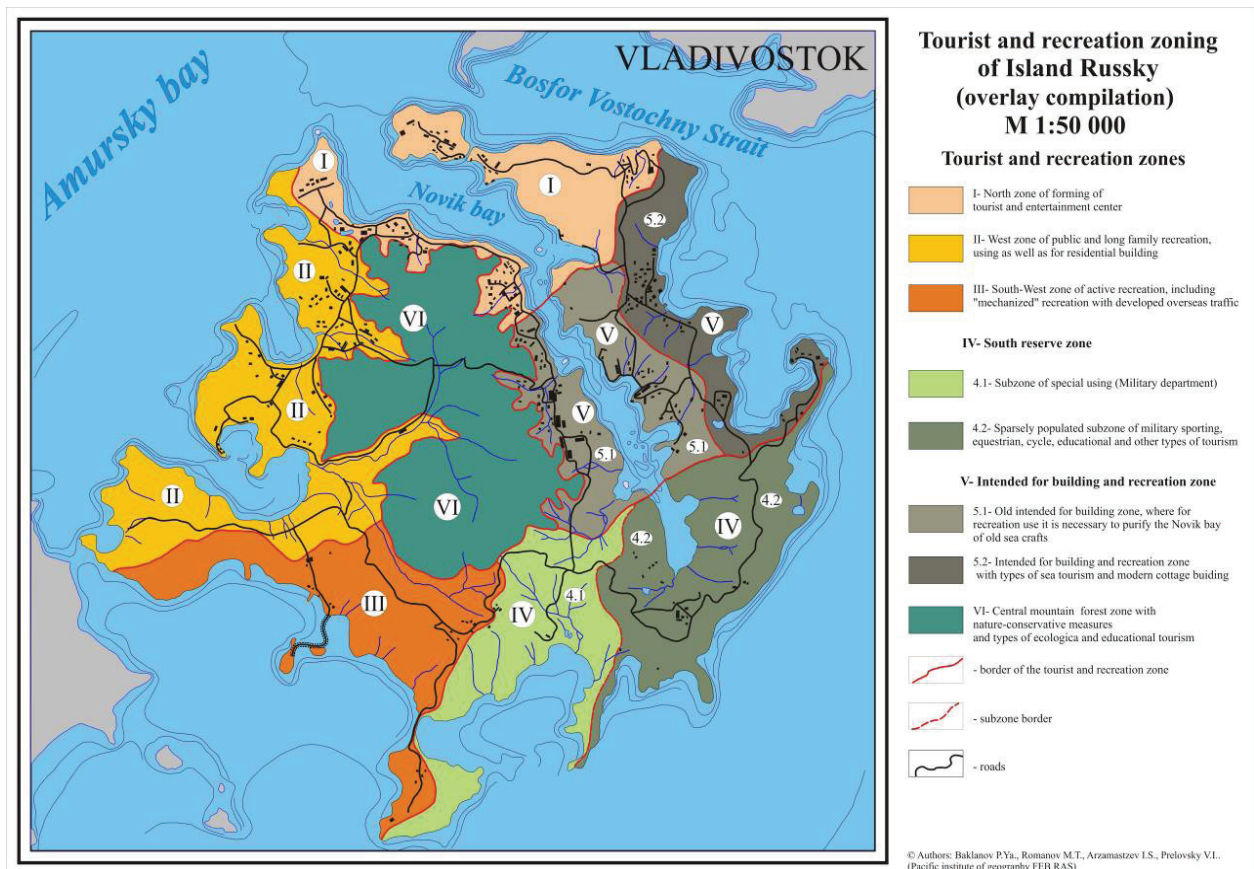 VLADIVOSTOK
Bosfor Vostochny Strait
Amursky bay
Novik bay
I
I
5.2
II
VI
V
V
II
V
5.1
5.1
II
VI
4.2
IV
4.2
III
IV
4.1
Tourist and recreation zoning
of Island Russky
(overlay compilation)
M 1:50 000
Tourist and recreation zones
I- North zone of forming of
tourist and entertainment center
II- West zone of public and long family recreation,
using as well as for residential building
III- South-West zone of active recreation, including
"mechanized" recreation with developed overseas traffic
IV- South reserve zone
4.1- Subzone of special using (Military department)
4.2- Sparsely populated subzone of military sporting,
equestrian, cycle, educational and other types of tourism
V- Intended for building and recreation zone
5.1- Old intended for building zone, where for
recreation use it is necessary to purify the Novik bay
of old sea crafts
5.2- Intended for building and recreation zone
with types of sea tourism and modern cottage buiding
VI- Central mountain forest zone with
nature-conservative measures
and types of ecologica and educational tourism
- border of the tourist and recreation zone
- subzone border
- roads
© Authors: Baklanov P.Ya., Romanov M.T., Arzamastzev I.S., Prelovsky V.I..
(Pacific institute of geography FEB RAS)